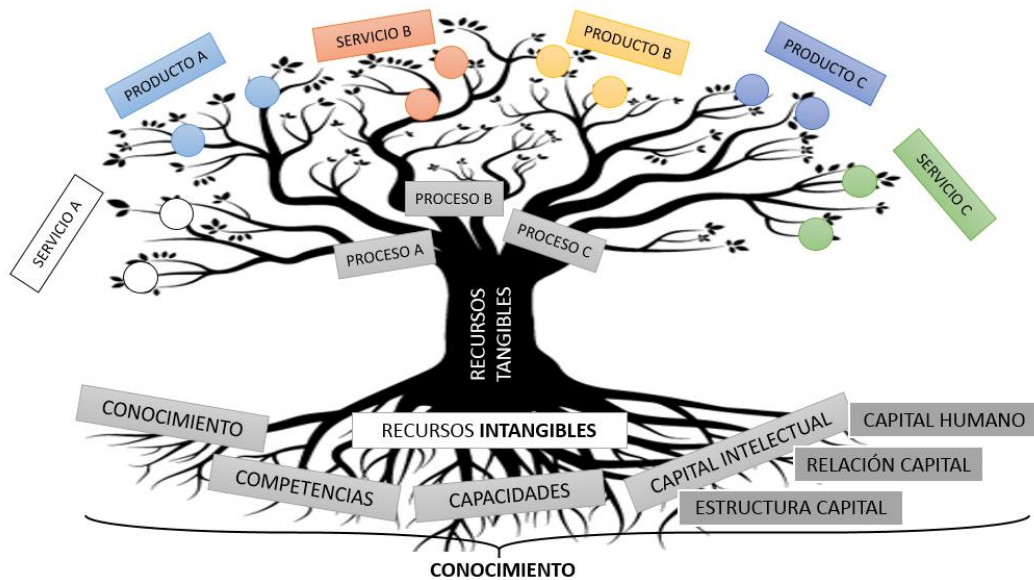 SERVICIO B
PRODUCTO B
PRODUCTO A
PRODUCTO C
SERVICIO A
SERVICIO C
PROCESO B
PROCESO A
PROCESO C
RECURSOS
TANGIBLES
CONOCIMIENTO
RECURSOS INTANGIBLES
CAPITAL HUMANO
CAPITAL INTELECTUAL
RELACIÓN CAPITAL
COMPETENCIAS
CAPACIDADES
ESTRUCTURA CAPITAL
CONOCIMIENTO